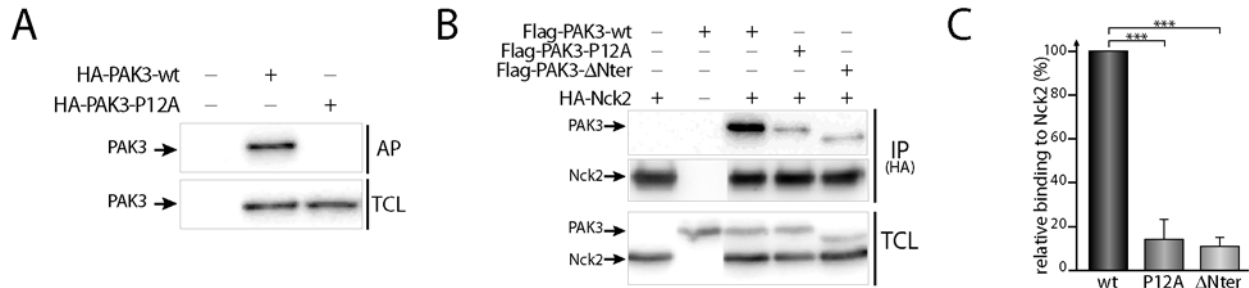 A
HA-PAK3-wt – + –
HA-PAK3-P12A – – +
PAK3
AP
PAK3
TCL
B
Flag-PAK3-wt – + + – –
Flag-PAK3-P12A – – – + –
Flag-PAK3-ΔNter – – – – +
HA-Nck2 + – + + +
PAK3
Nck2
IP
(HA)
PAK3
Nck2
TCL
C
relative binding to Nck2 (%)
***
***
100
80
60
40
20
0
wt P12A ΔNter